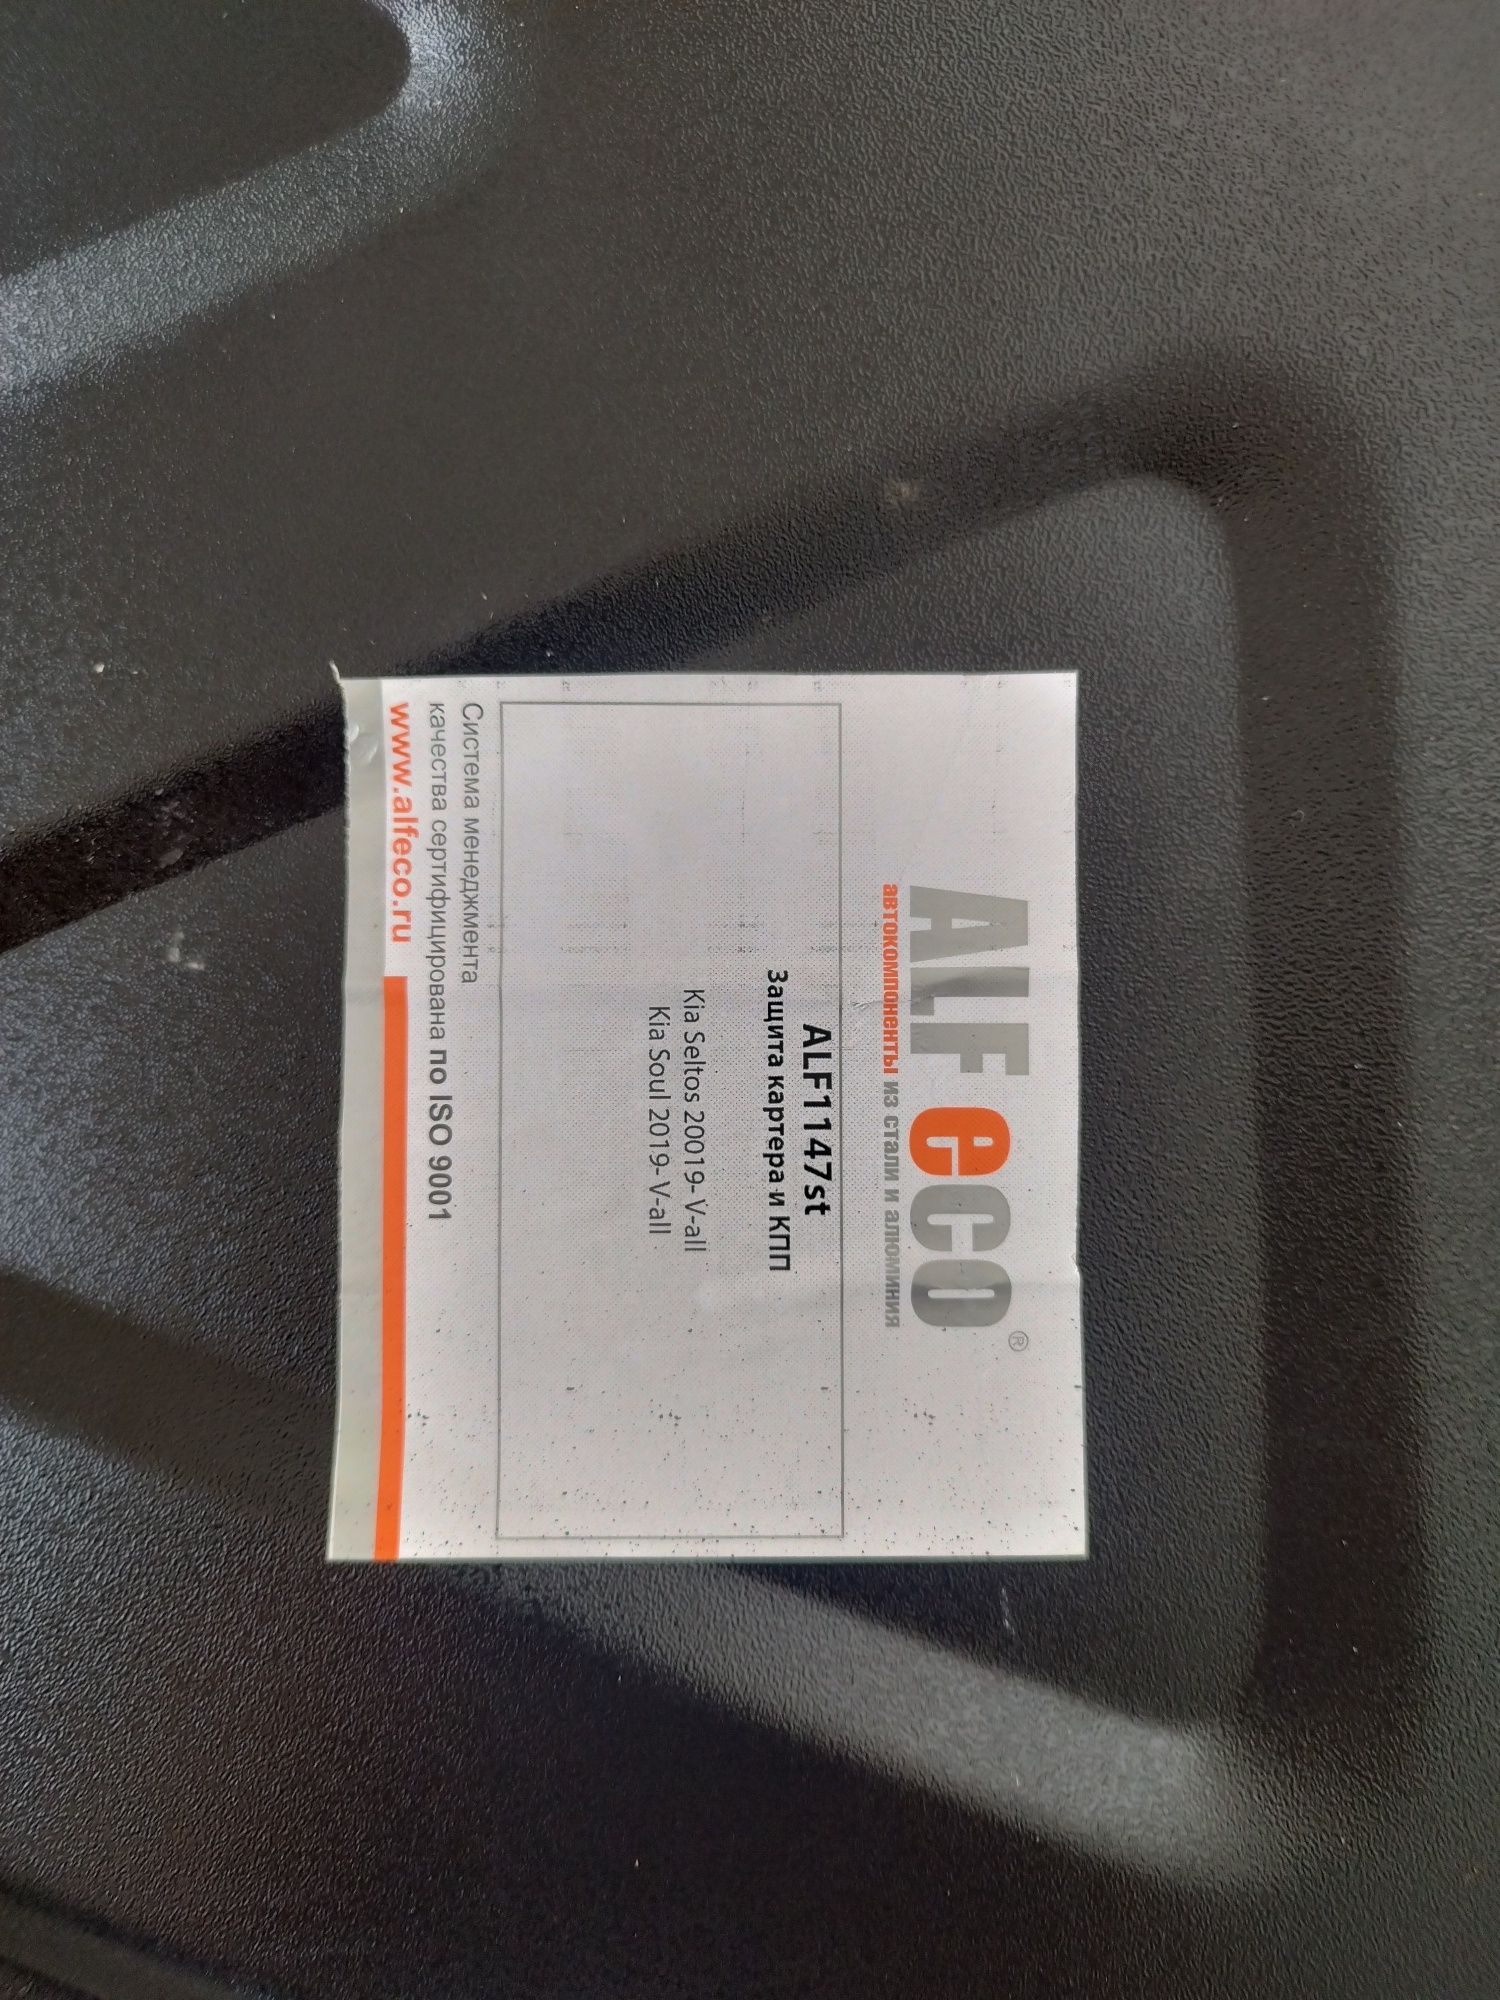 ALF eco®
автокомпоненты из стали и алюминия
ALF1147st
Защита картера и КПП
Kia Seltos 20019- V-all
Kia Soul 2019- V-all
Система менеджмента
качества сертифицирована по ISO 9001
www.alfeco.ru